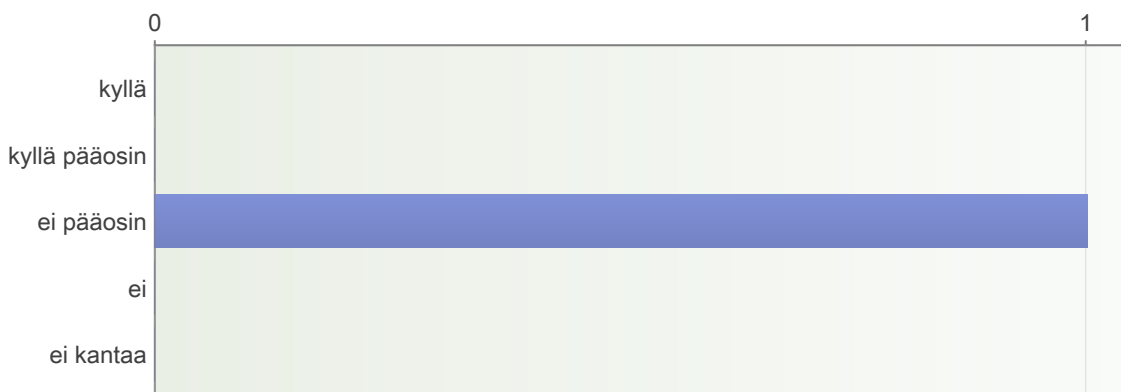 0 1
kyllä
kyllä pääosin
ei pääosin
ei
ei kantaa